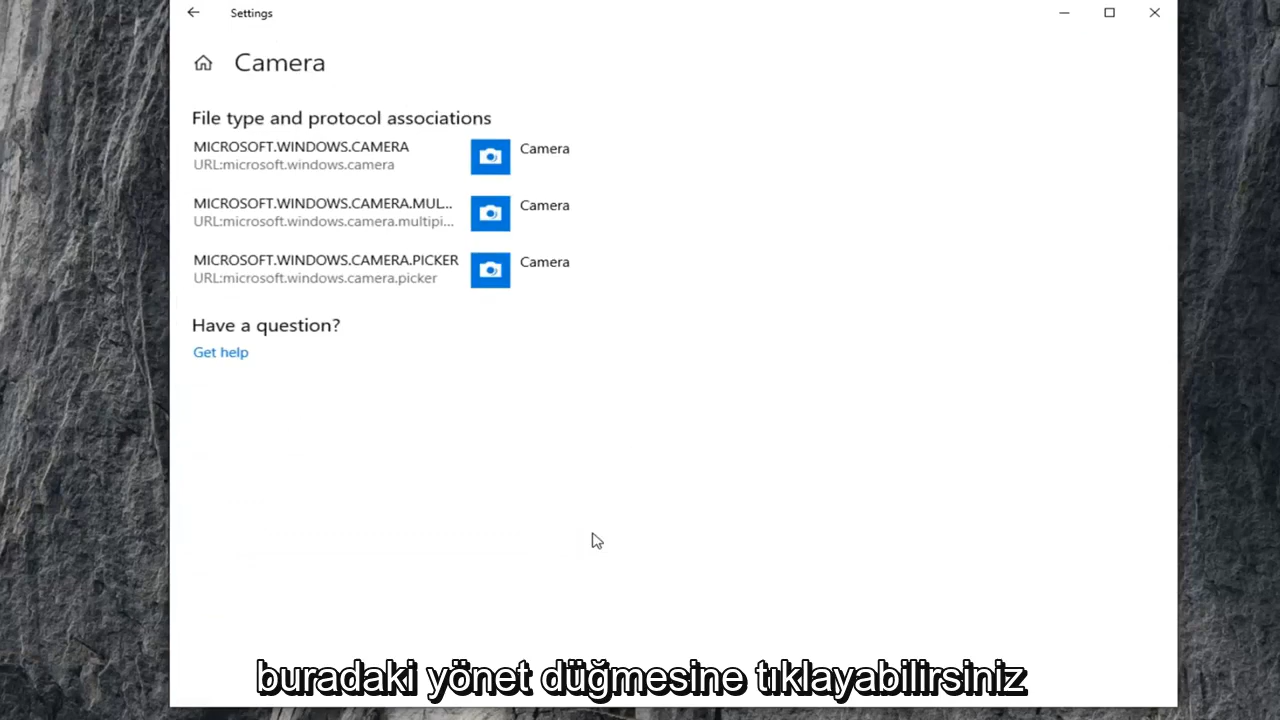 Settings
Camera
File type and protocol associations
MICROSOFT.WINDOWS.CAMERA
URL:microsoft.windows.camera
Camera
MICROSOFT.WINDOWS.CAMERA.MUL...
URL:microsoft.windows.camera.multipi...
Camera
MICROSOFT.WINDOWS.CAMERA.PICKER
URL:microsoft.windows.camera.picker
Camera
Have a question?
Get help
buradaki yönet düğmesine tıklayabilirsiniz